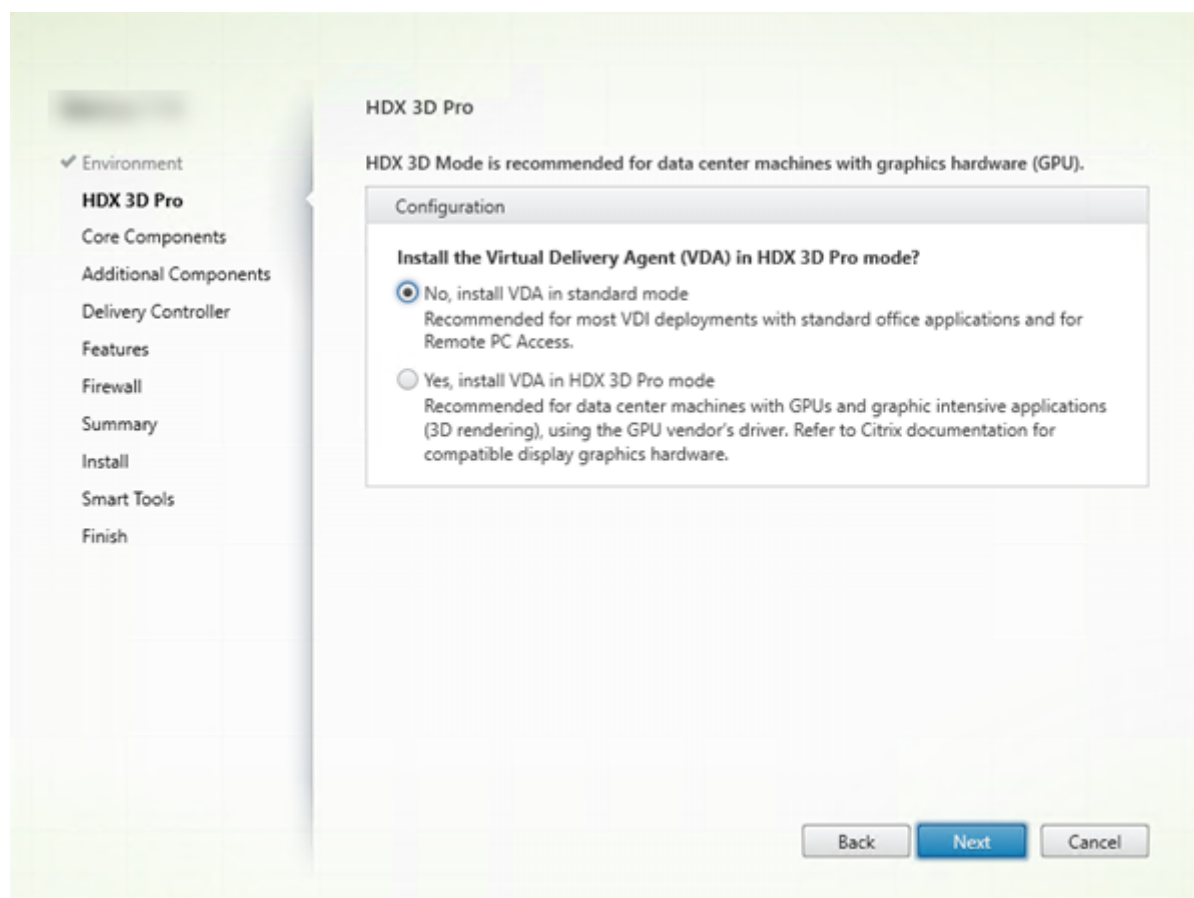 HDX 3D Pro
Environment
HDX 3D Pro
Core Components
Additional Components
Delivery Controller
Features
Firewall
Summary
Install
Smart Tools
Finish
HDX 3D Mode is recommended for data center machines with graphics hardware (GPU).
Configuration
Install the Virtual Delivery Agent (VDA) in HDX 3D Pro mode?
No, install VDA in standard mode
Recommended for most VDI deployments with standard office applications and for
Remote PC Access.
Yes, install VDA in HDX 3D Pro mode
Recommended for data center machines with GPUs and graphic intensive applications
(3D rendering), using the GPU vendor's driver. Refer to Citrix documentation for
compatible display graphics hardware.
Back
Next
Cancel